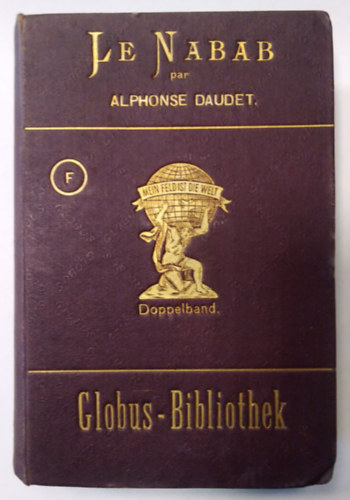 LE NABAB
par
ALPHONSE DAUDET.
F
MEIN FELD IST DIE WELT
Doppelband.
Globus-Bibliothek